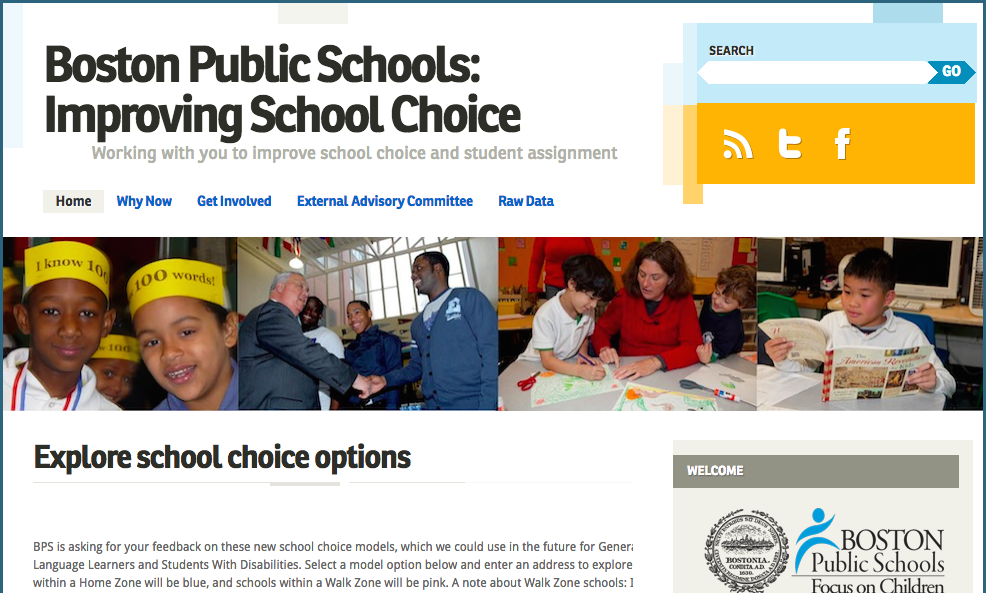 Boston Public Schools:
Improving School Choice
Working with you to improve school choice and student assignment
SEARCH
GO
Home Why Now Get Involved External Advisory Committee Raw Data
I know 100
100 words!
100
The
American Revolution
Explore school choice options
BPS is asking for your feedback on these new school choice models, which we could use in the future for Genera
Language Learners and Students With Disabilities. Select a model option below and enter an address to explore
within a Home Zone will be blue, and schools within a Walk Zone will be pink. A note about Walk Zone schools:
WELCOME
BOSTONIA.
CONDITA A.D.
1630.
BOSTON
Public Schools
Focus on Children